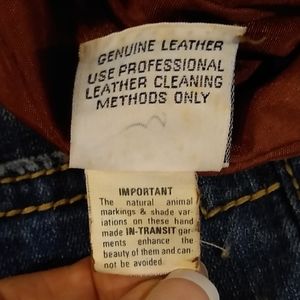 GENUINE LEATHER
USE PROFESSIONAL
LEATHER CLEANING
METHODS ONLY
IMPORTANT
The natural animal
markings & shade var-
iations on these hand
made IN-TRANSIT gar-
ments enhance the
beauty of them and can-
not be avoided.